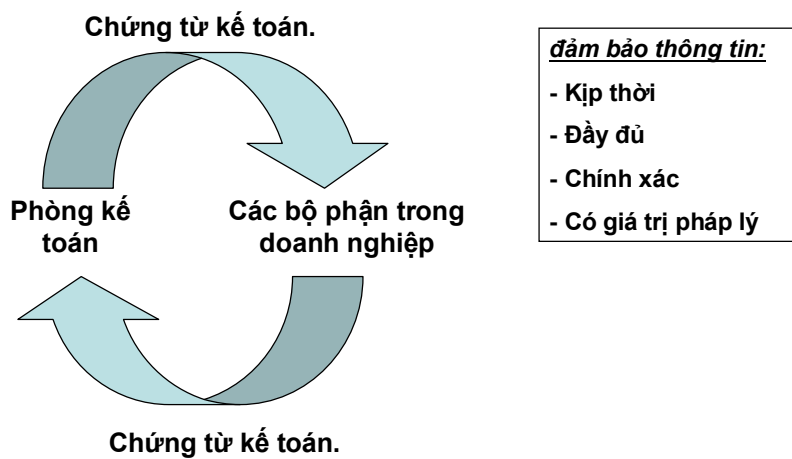 Chứng từ kế toán.
đảm bảo thông tin:
- Kịp thời
- Đầy đủ
- Chính xác
- Có giá trị pháp lý
Phòng kế
toán
Các bộ phận trong
doanh nghiệp
Chứng từ kế toán.